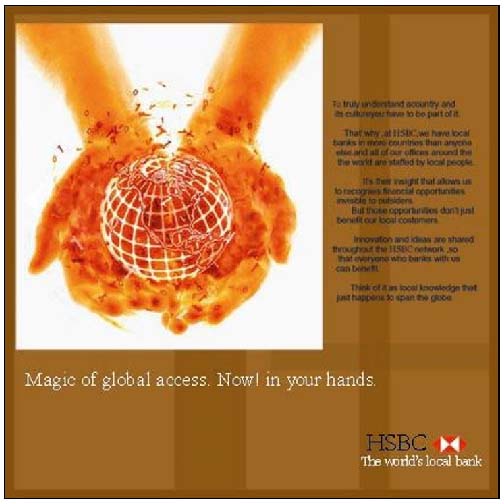 To truly understand acountry and
its cultureyou have to be part of it.
That why ,at HSBC,we have local
banks in more countries than anyone
else.and all of our offices around the
the world are staffed by local people.
It's their insight that allows us
to recognies financial opportunities
invisible to outsiders.
But those opportunities don't just
benefit our local customers.
Innovation and ideas are shared
throughout the HSBC network ,so
that everyone who banks with us
can benefit.
Think of it as local knowledge that
just happens to span the globe.
Magic of global access. Now! in your hands.
HSBC
The world's local bank